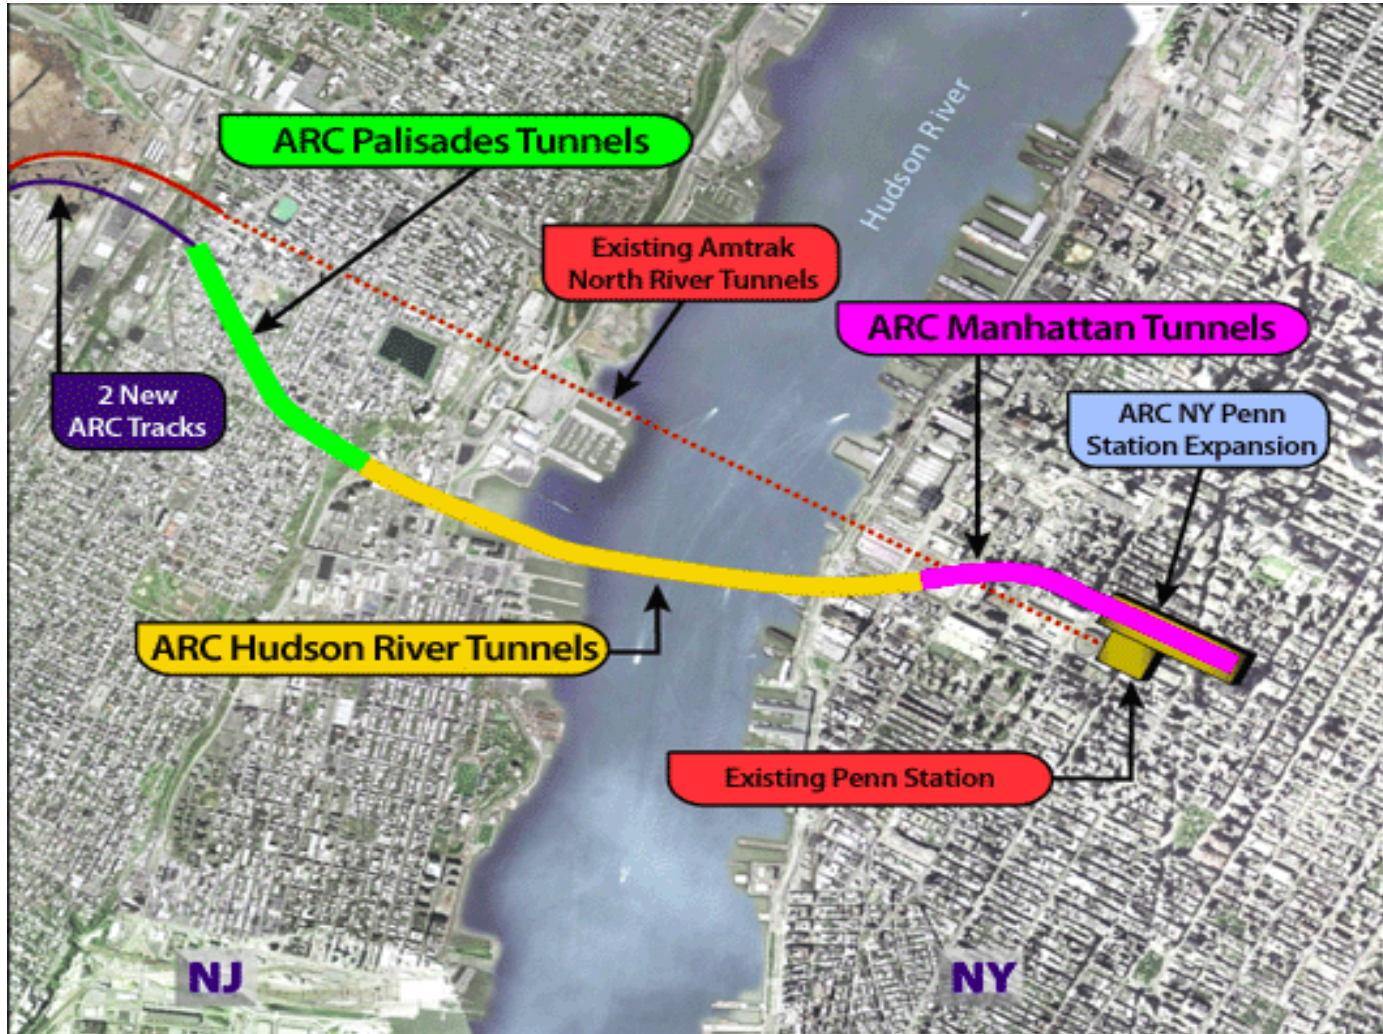 Hudson River
ARC Palisades Tunnels
Existing Amtrak
North River Tunnels
ARC Manhattan Tunnels
2 New
ARC Tracks
ARC NY Penn
Station Expansion
ARC Hudson River Tunnels
Existing Penn Station
NJ
NY